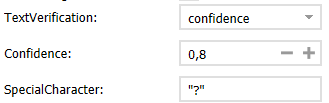 TextVerification: confidence
Confidence: 0,8
SpecialCharacter: "?"